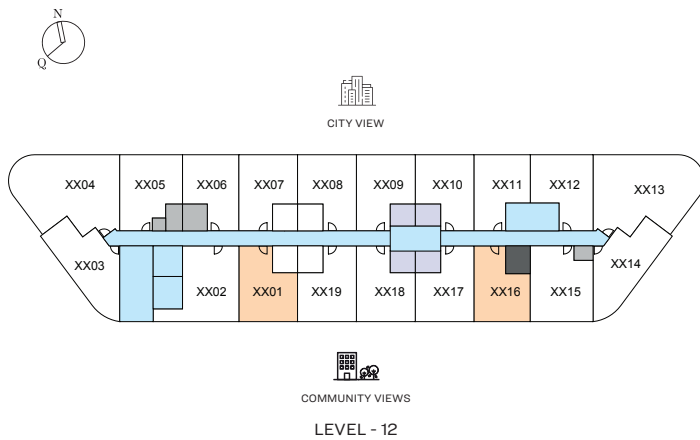 N
Q
CITY VIEW
XX04 XX05 XX06 XX07 XX08 XX09 XX10 XX11 XX12 XX13
XX03 XX02 XX01 XX19 XX18 XX17 XX16 XX15 XX14
COMMUNITY VIEWS
LEVEL - 12